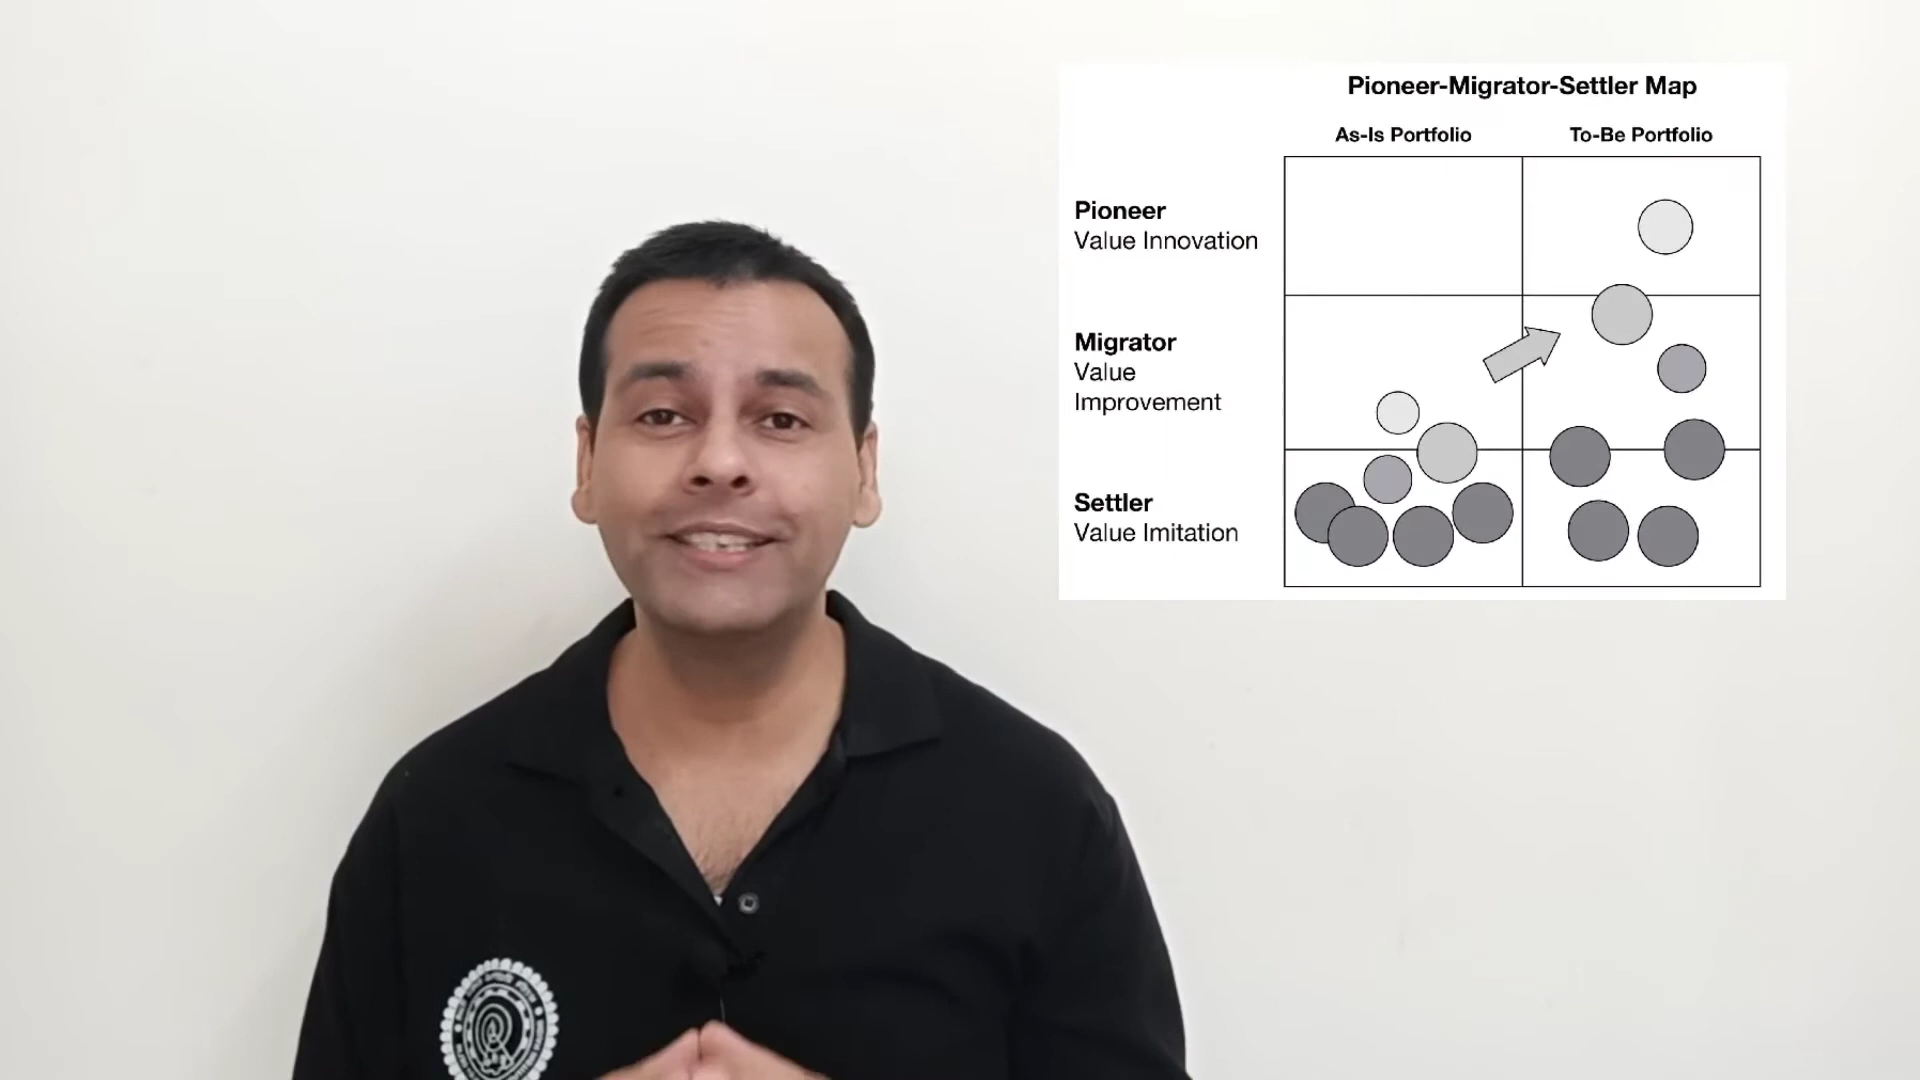 Pioneer-Migrator-Settler Map
As-Is Portfolio
To-Be Portfolio
Pioneer
Value Innovation
Migrator
Value
Improvement
Settler
Value Imitation